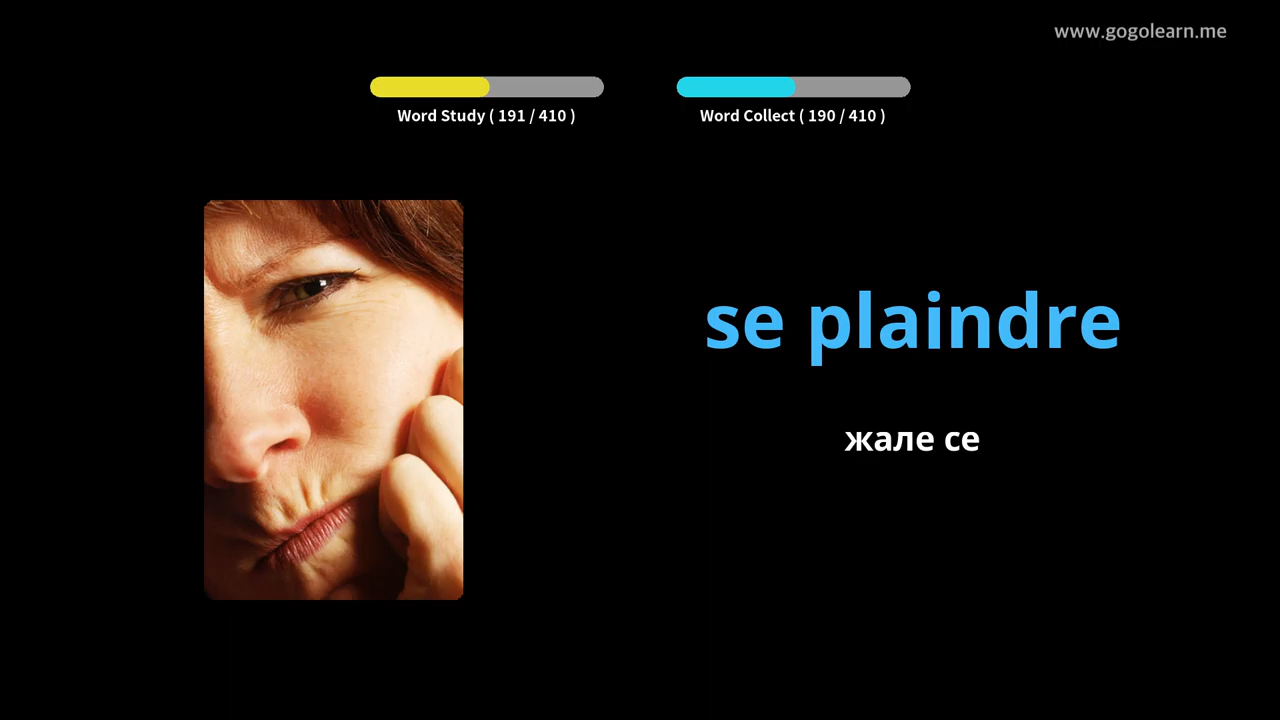 www.gogolearn.me
Word Study ( 191 / 410 )
Word Collect ( 190 / 410 )
se plaindre
жале се